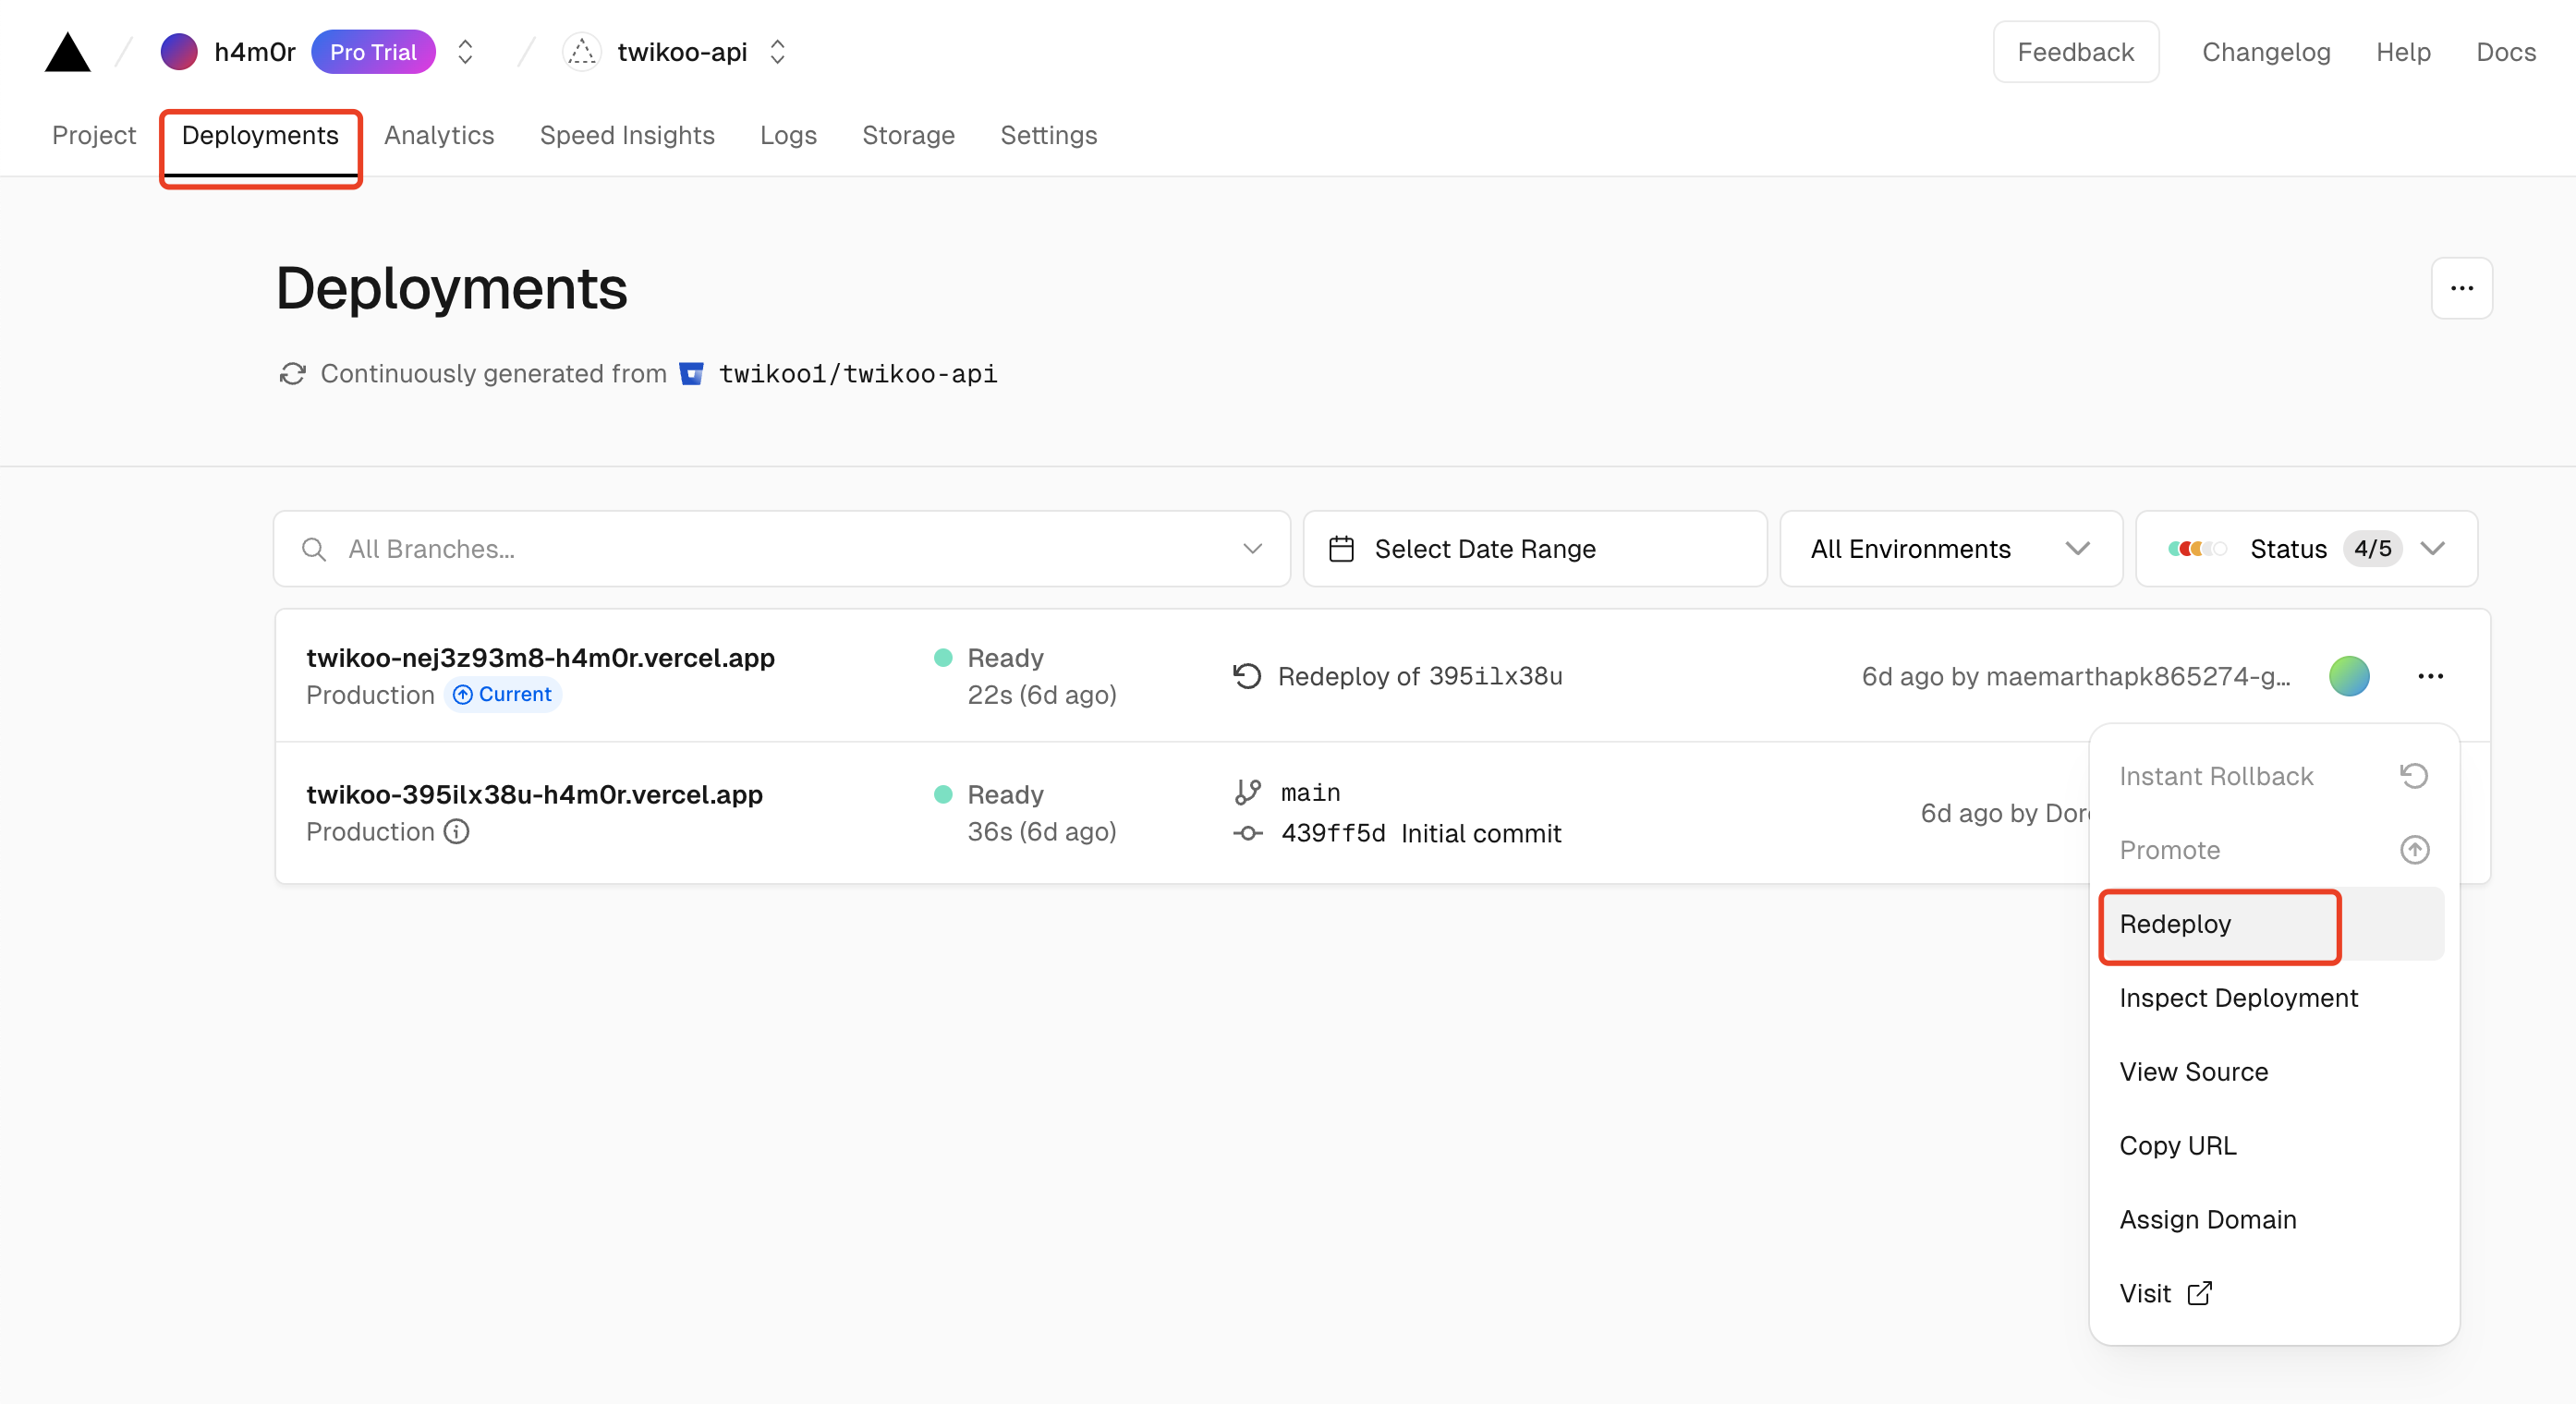 h4m0r Pro Trial twikoo-api Feedback Changelog Help Docs
Project Deployments Analytics Speed Insights Logs Storage Settings
Deployments
Continuously generated from twikoo1/twikoo-api
All Branches... Select Date Range All Environments Status 4/5
twikoo-nej3z93m8-h4m0r.vercel.app Ready Redeploy of 395ilx38u 6d ago by maemarthapk865274-g...
Production Current 22s (6d ago)
twikoo-395ilx38u-h4m0r.vercel.app Ready main 6d ago by Dor
Production 36s (6d ago) 439ff5d Initial commit
Instant Rollback
Promote
Redeploy
Inspect Deployment
View Source
Copy URL
Assign Domain
Visit